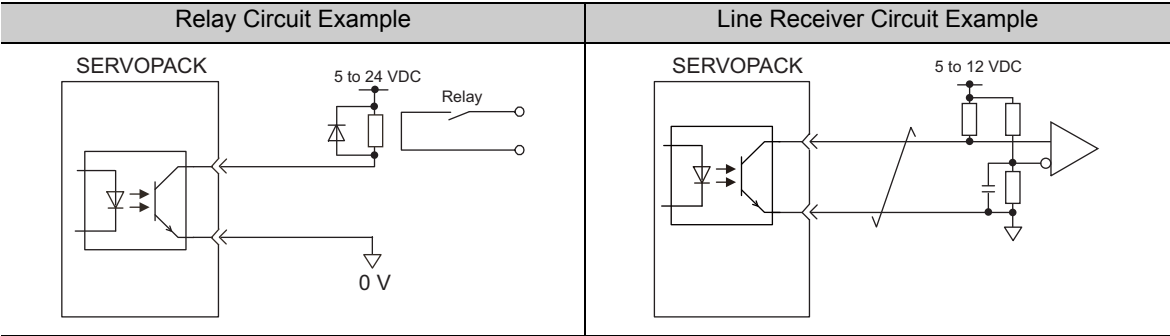 Relay Circuit Example
Line Receiver Circuit Example
SERVOPACK
5 to 24 VDC
Relay
0 V
SERVOPACK
5 to 12 VDC